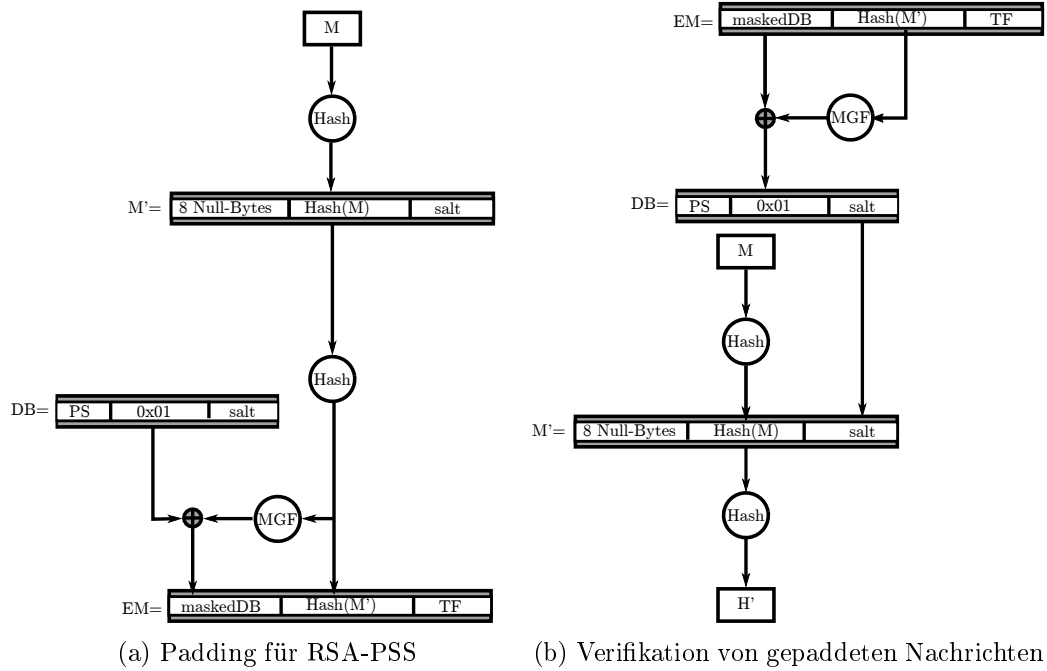 M
Hash
M'= 8 Null-Bytes Hash(M) salt
Hash
DB= PS 0x01 salt
MGF
EM= maskedDB Hash(M') TF
(a) Padding für RSA-PSS
EM= maskedDB Hash(M') TF
MGF
DB= PS 0x01 salt
M
Hash
M'= 8 Null-Bytes Hash(M) salt
Hash
H'
(b) Verifikation von gepaddeten Nachrichten